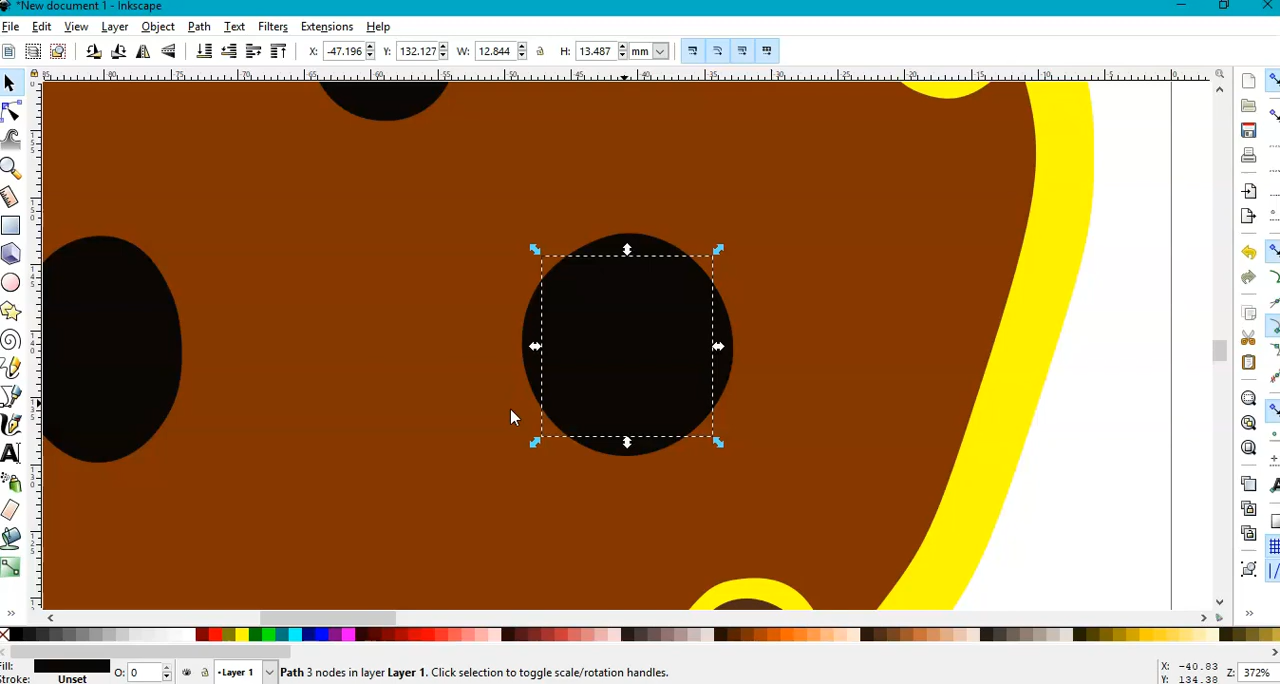 *New document 1 - Inkscape
File Edit View Layer Object Path Filters Extensions Help
X: -47.196 Y: 132.127 W: 12.844 H: 13.487 mm
Fill: Stroke: Unset O: 0 •Layer 1 Path 3 nodes in layer Layer 1. Click selection to toggle scale/rotation handles. X: -40.83 Y: 134.38 Z: 372%